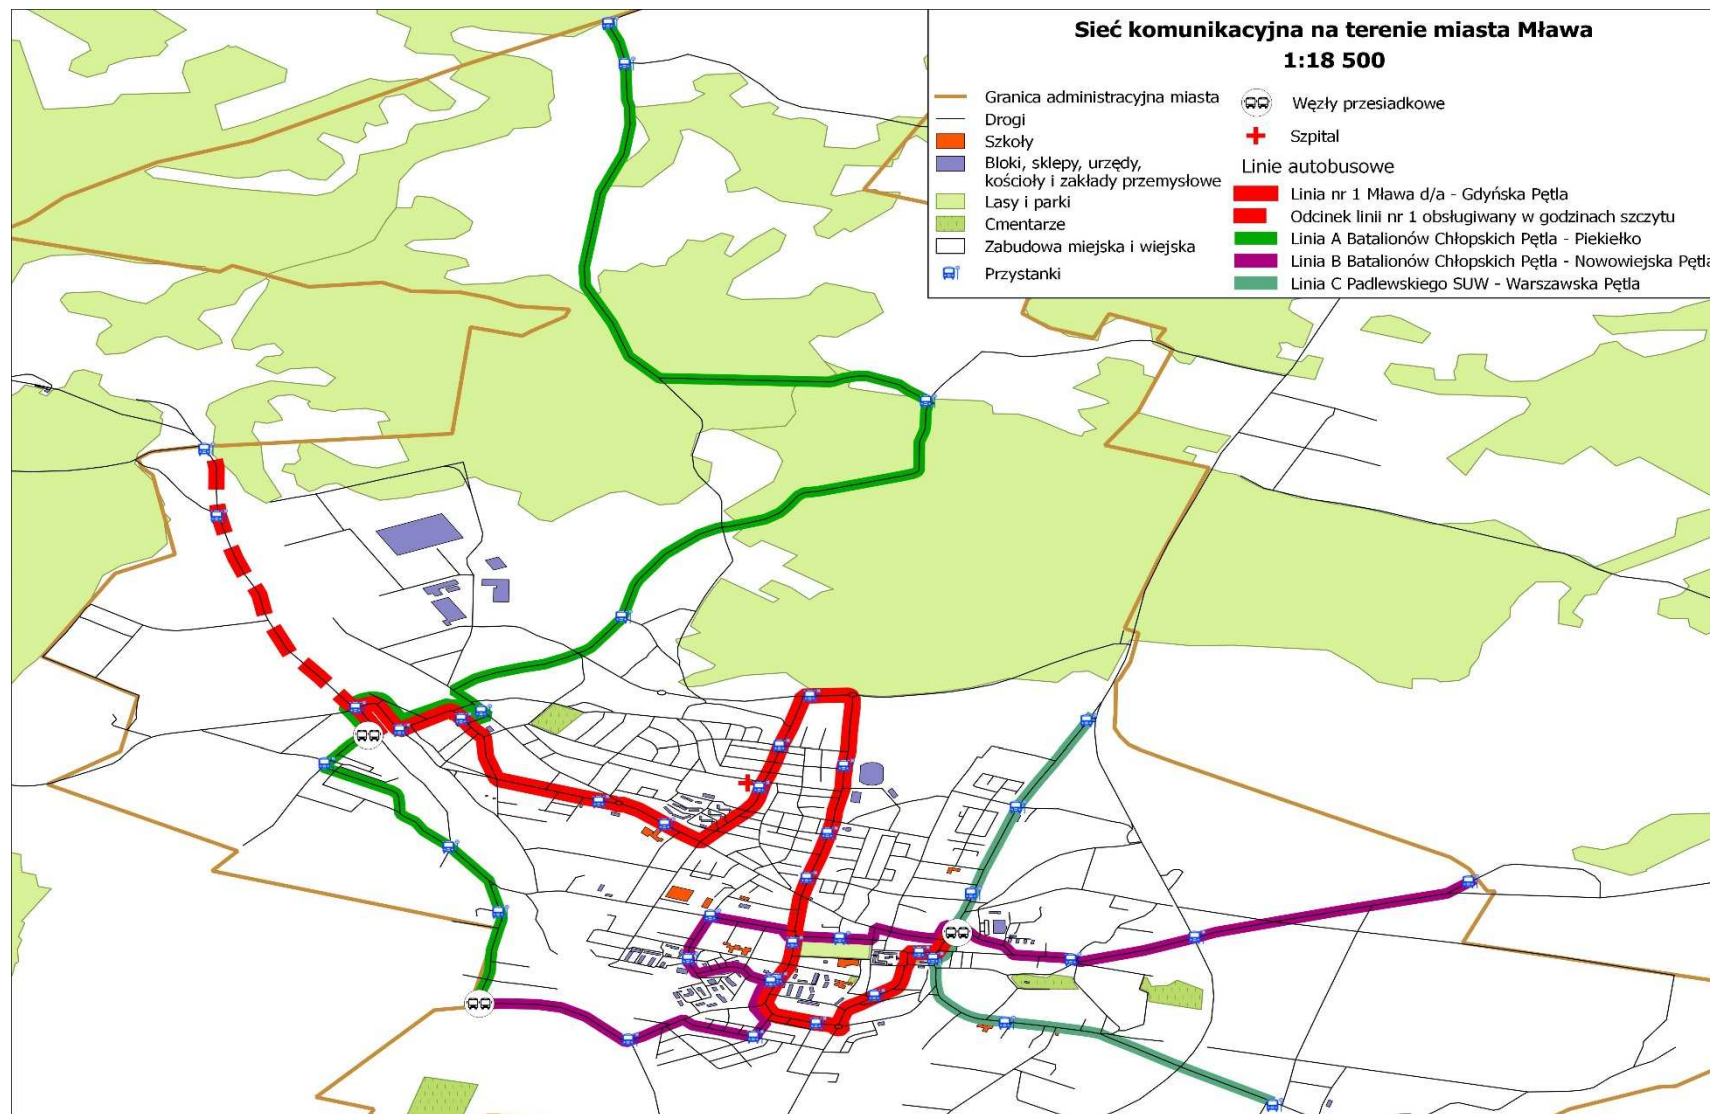 Sieć komunikacyjna na terenie miasta Mława
1:18 500
Granica administracyjna miasta
Drogi
Szkoły
Bloki, sklepy, urzędy,
kościoły i zakłady przemysłowe
Lasy i parki
Cmentarze
Zabudowa miejska i wiejska
Przystanki
Węzły przesiadkowe
Szpital
Linie autobusowe
Linia nr 1 Mława d/a - Gdyńska Pętla
Odcinek linii nr 1 obsługiwany w godzinach szczytu
Linia A Batalionów Chłopskich Pętla - Piekiełko
Linia B Batalionów Chłopskich Pętla - Nowowiejska Pętla
Linia C Padlewskiego SUW - Warszawska Pętla